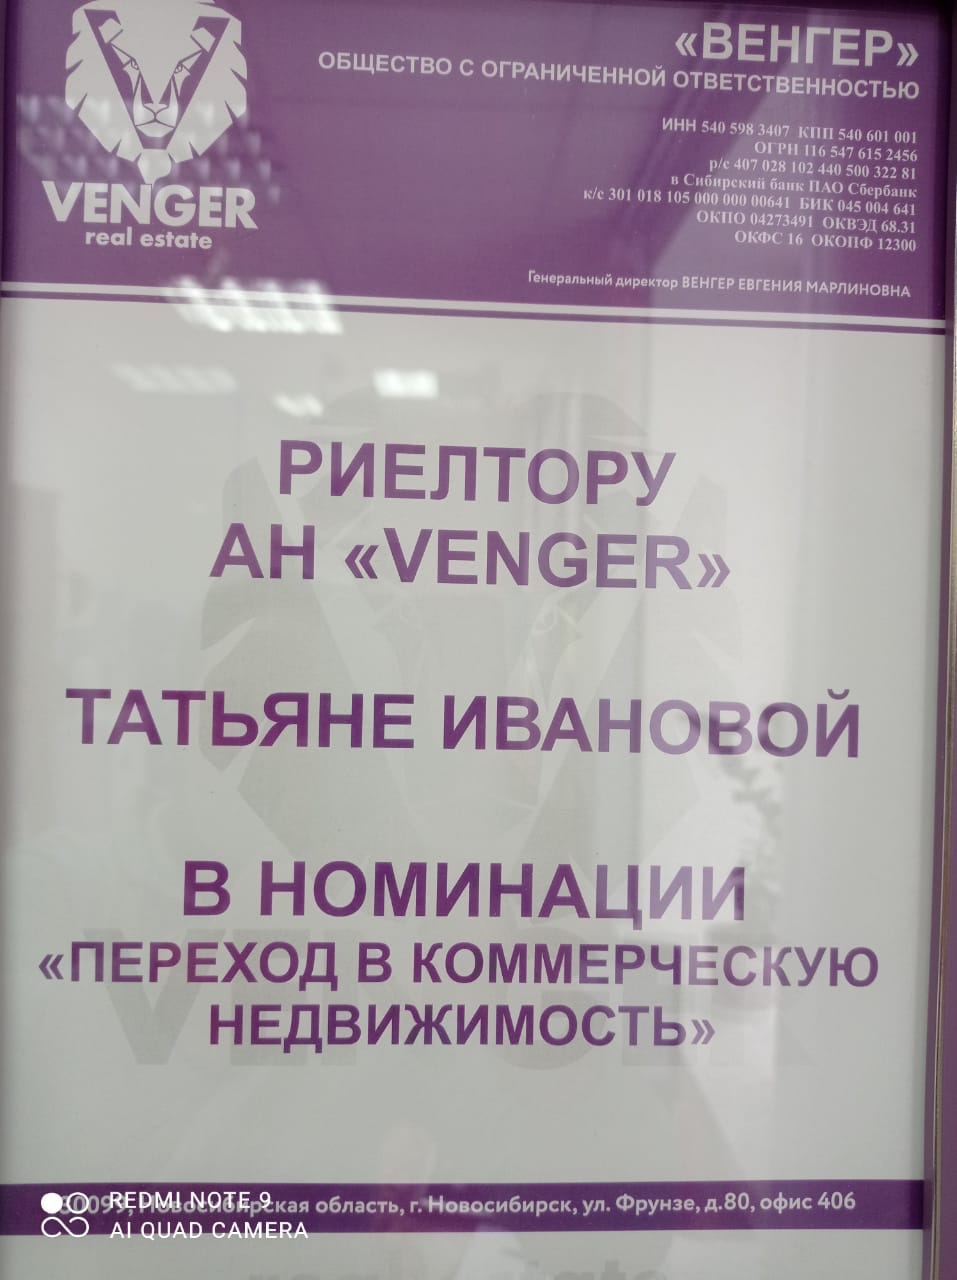 VENGER
real estate
«ВЕНГЕР»
ОБЩЕСТВО С ОГРАНИЧЕННОЙ ОТВЕТСТВЕННОСТЬЮ
ИНН 540 598 3407 КПП 540 601 001
ОГРН 116 547 615 2456
р/с 407 028 102 440 500 322 81
в Сибирский банк ПАО Сбербанк
к/с 301 018 105 000 000 00641 БИК 045 004 641
ОКПО 04273491 ОКВЭД 68.31
ОКФС 16 ОКОПФ 12300
Генеральный директор ВЕНГЕР ЕВГЕНИЯ МАРЛИНОВНА
РИЕЛТОРУ
АН «VENGER»
ТАТЬЯНЕ ИВАНОВОЙ
В НОМИНАЦИИ
«ПЕРЕХОД В КОММЕРЧЕСКУЮ
НЕДВИЖИМОСТЬ»
VENGER
630099, Новосибирская область, г. Новосибирск, ул. Фрунзе, д.80, офис 406
real estate
REDMI NOTE 9
AI QUAD CAMERA